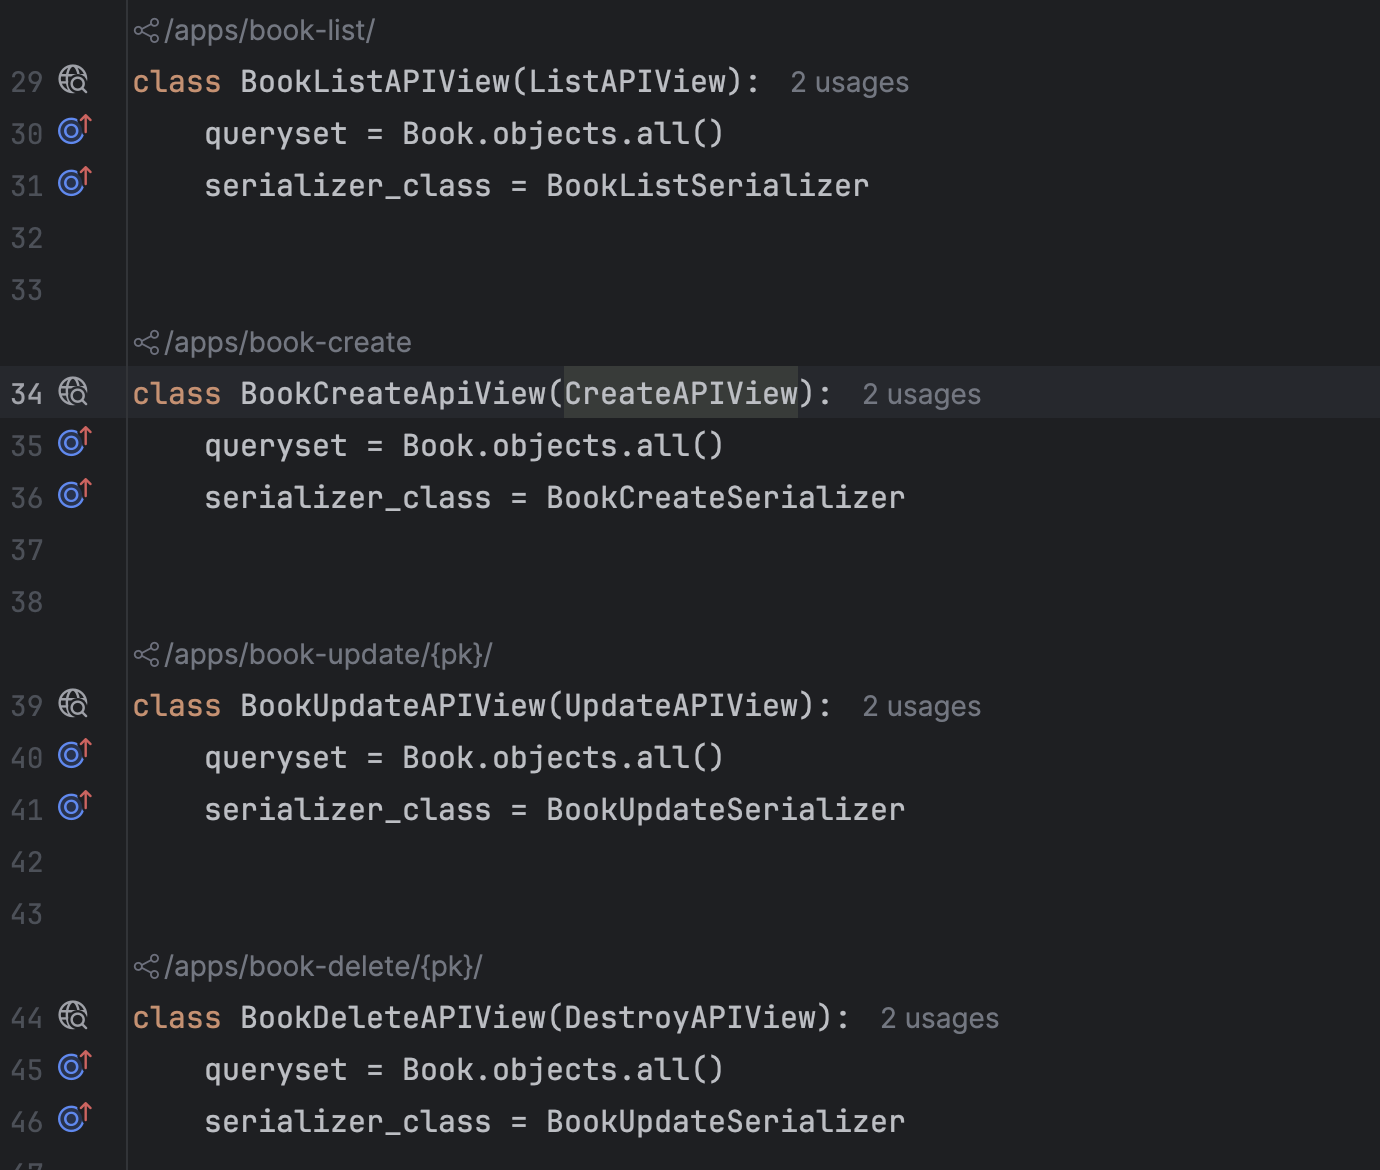 /apps/book-list/
29 class BookListAPIView(ListAPIView): 2 usages
30     queryset = Book.objects.all()
31     serializer_class = BookListSerializer
32
33
/apps/book-create
34 class BookCreateApiView(CreateAPIView): 2 usages
35     queryset = Book.objects.all()
36     serializer_class = BookCreateSerializer
37
38
/apps/book-update/{pk}/
39 class BookUpdateAPIView(UpdateAPIView): 2 usages
40     queryset = Book.objects.all()
41     serializer_class = BookUpdateSerializer
42
43
/apps/book-delete/{pk}/
44 class BookDeleteAPIView(DestroyAPIView): 2 usages
45     queryset = Book.objects.all()
46     serializer_class = BookUpdateSerializer